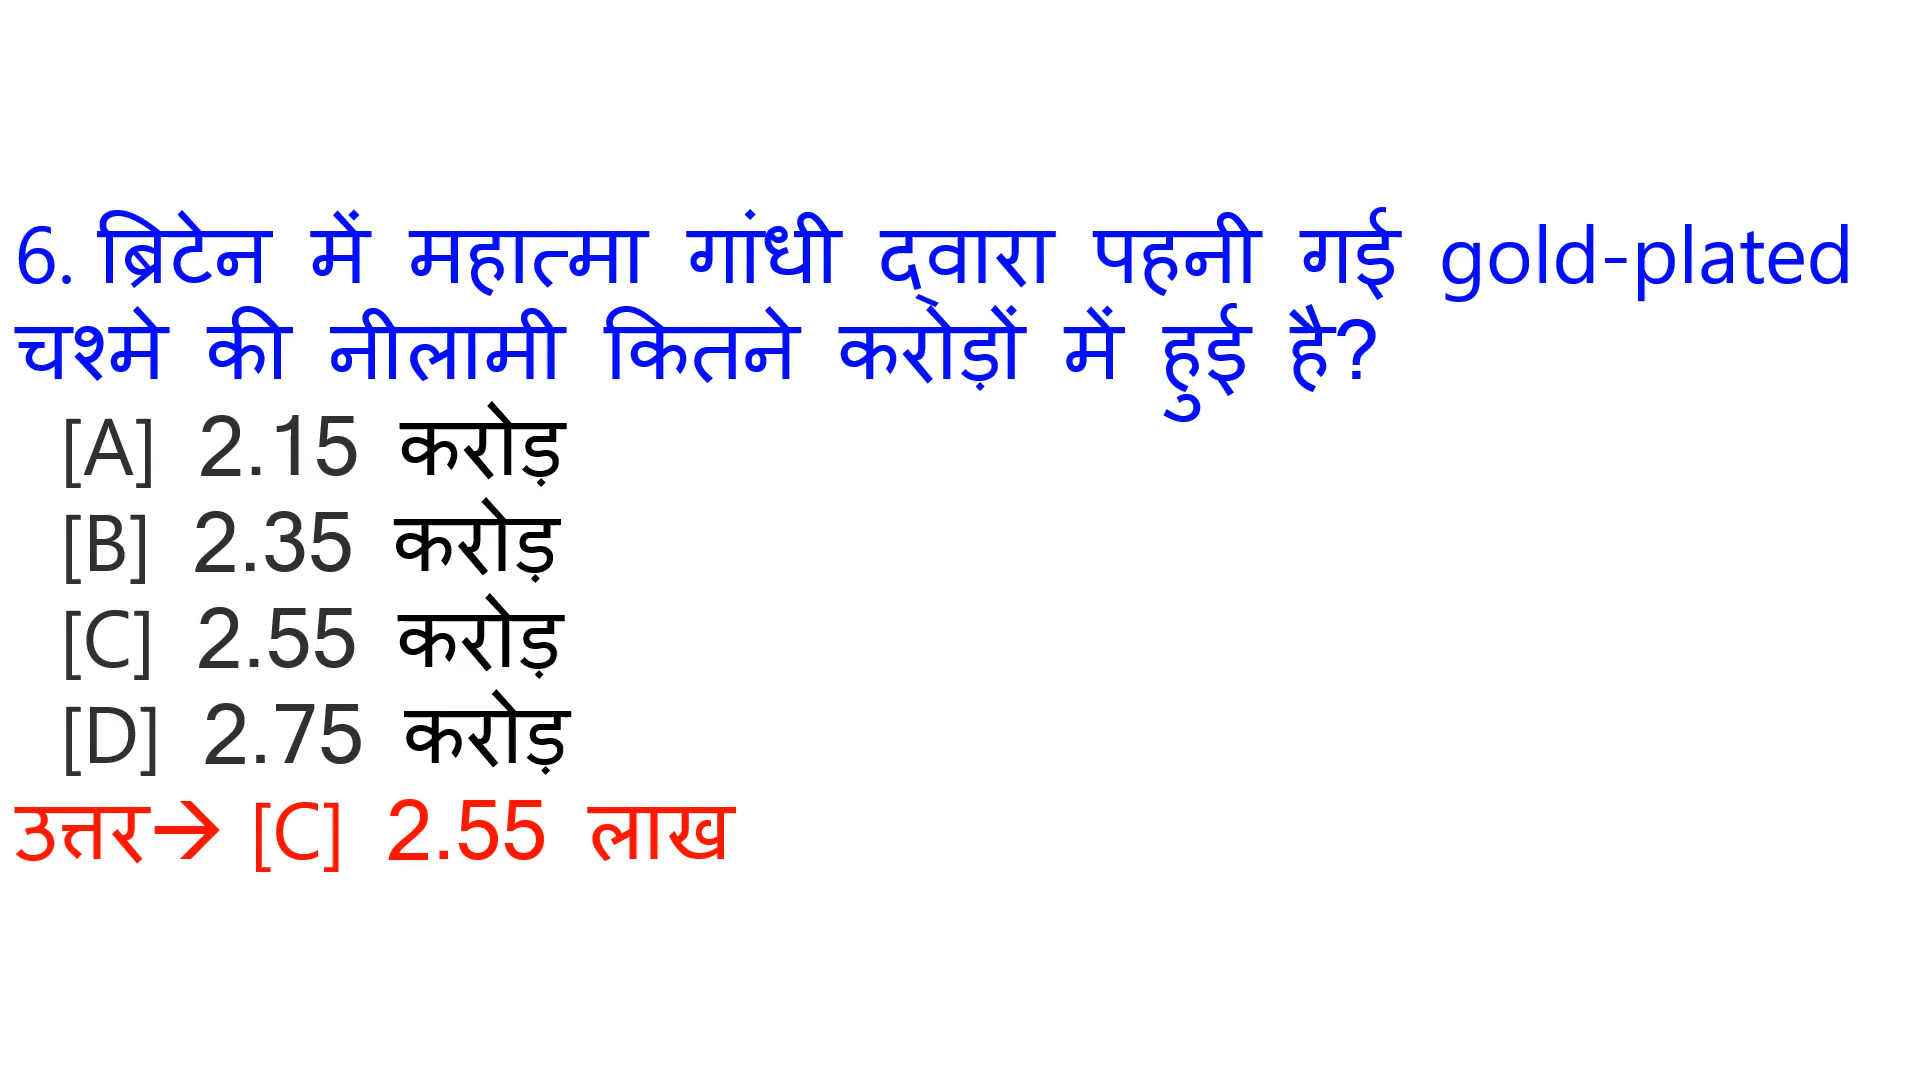 6. ब्रिटेन में महात्मा गांधी द्वारा पहनी गई gold-plated
चश्मे की नीलामी कितने करोड़ों में हुई है?
[A] 2.15 करोड़
[B] 2.35 करोड़
[C] 2.55 करोड़
[D] 2.75 करोड़
उत्तर→ [C] 2.55 लाख